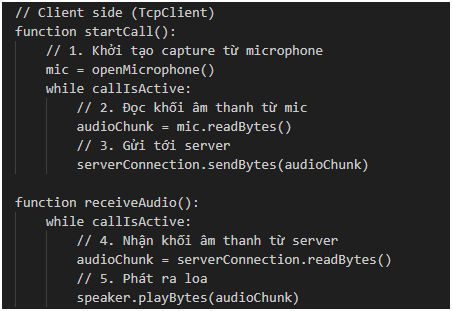 // Client side (TcpClient)
function startCall():
    // 1. Khởi tạo capture từ microphone
    mic = openMicrophone()
    while callIsActive:
        // 2. Đọc khối âm thanh từ mic
        audioChunk = mic.readBytes()
        // 3. Gửi tới server
        serverConnection.sendBytes(audioChunk)

function receiveAudio():
    while callIsActive:
        // 4. Nhận khối âm thanh từ server
        audioChunk = serverConnection.readBytes()
        // 5. Phát ra loa
        speaker.playBytes(audioChunk)